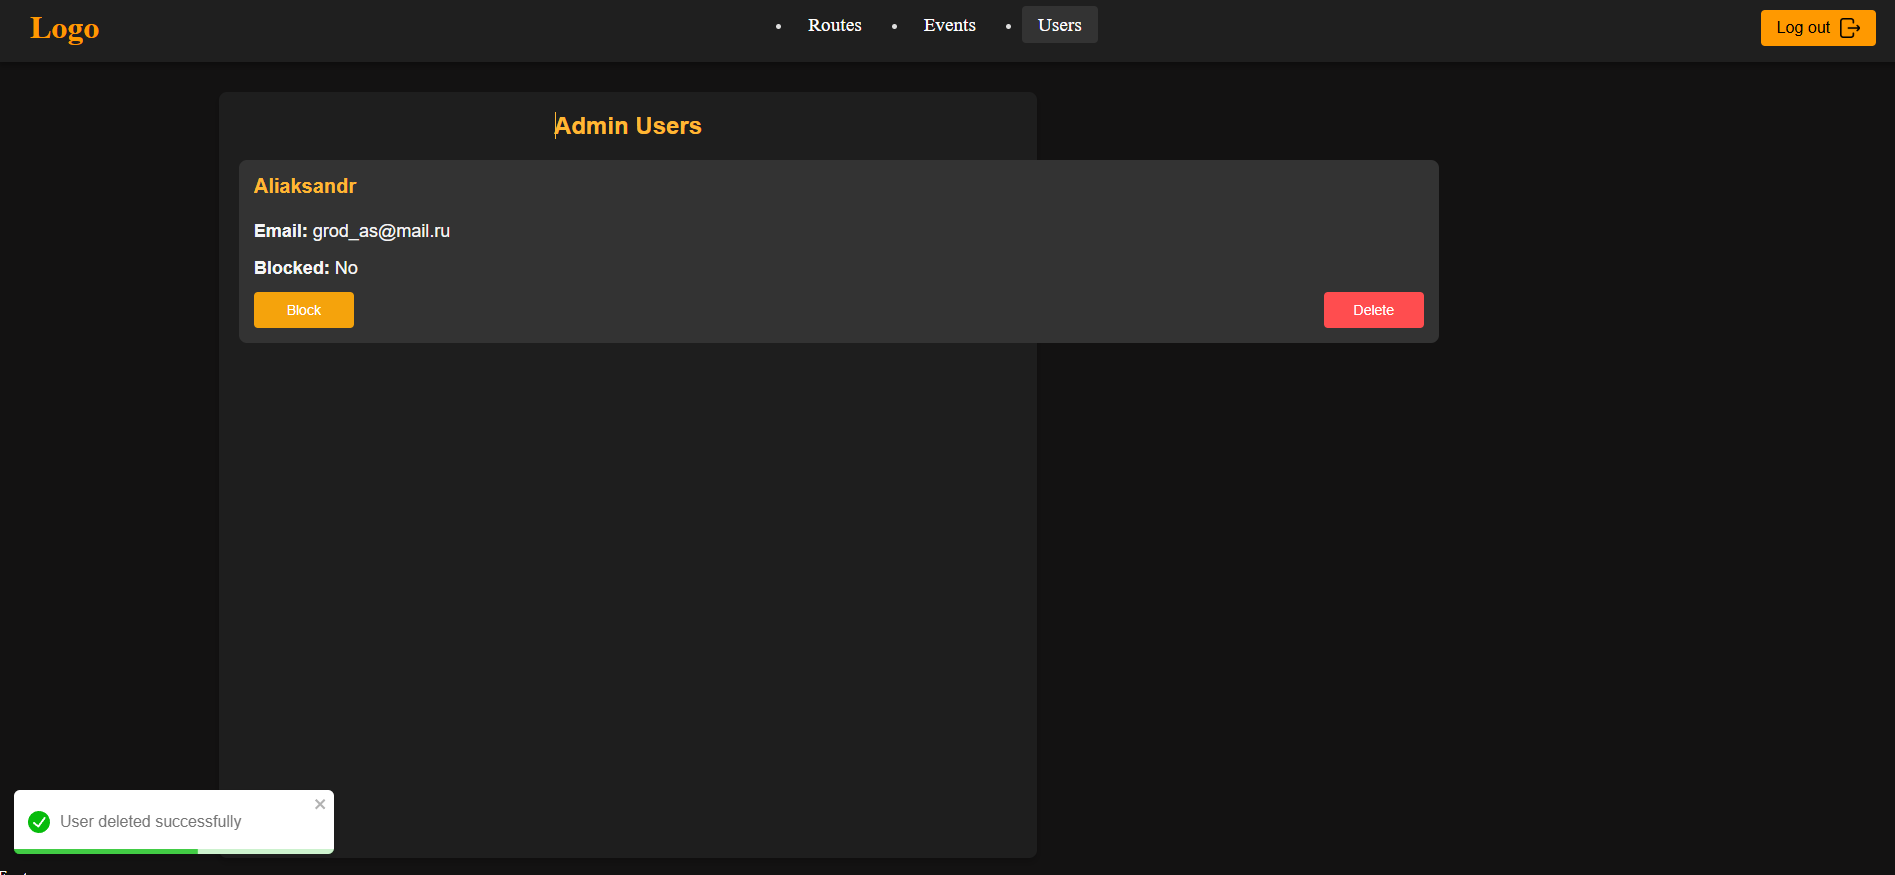 Logo
Routes
Events
Users
Log out
Admin Users
Aliaksandr
Email: grod_as@mail.ru
Blocked: No
Block
Delete
User deleted successfully